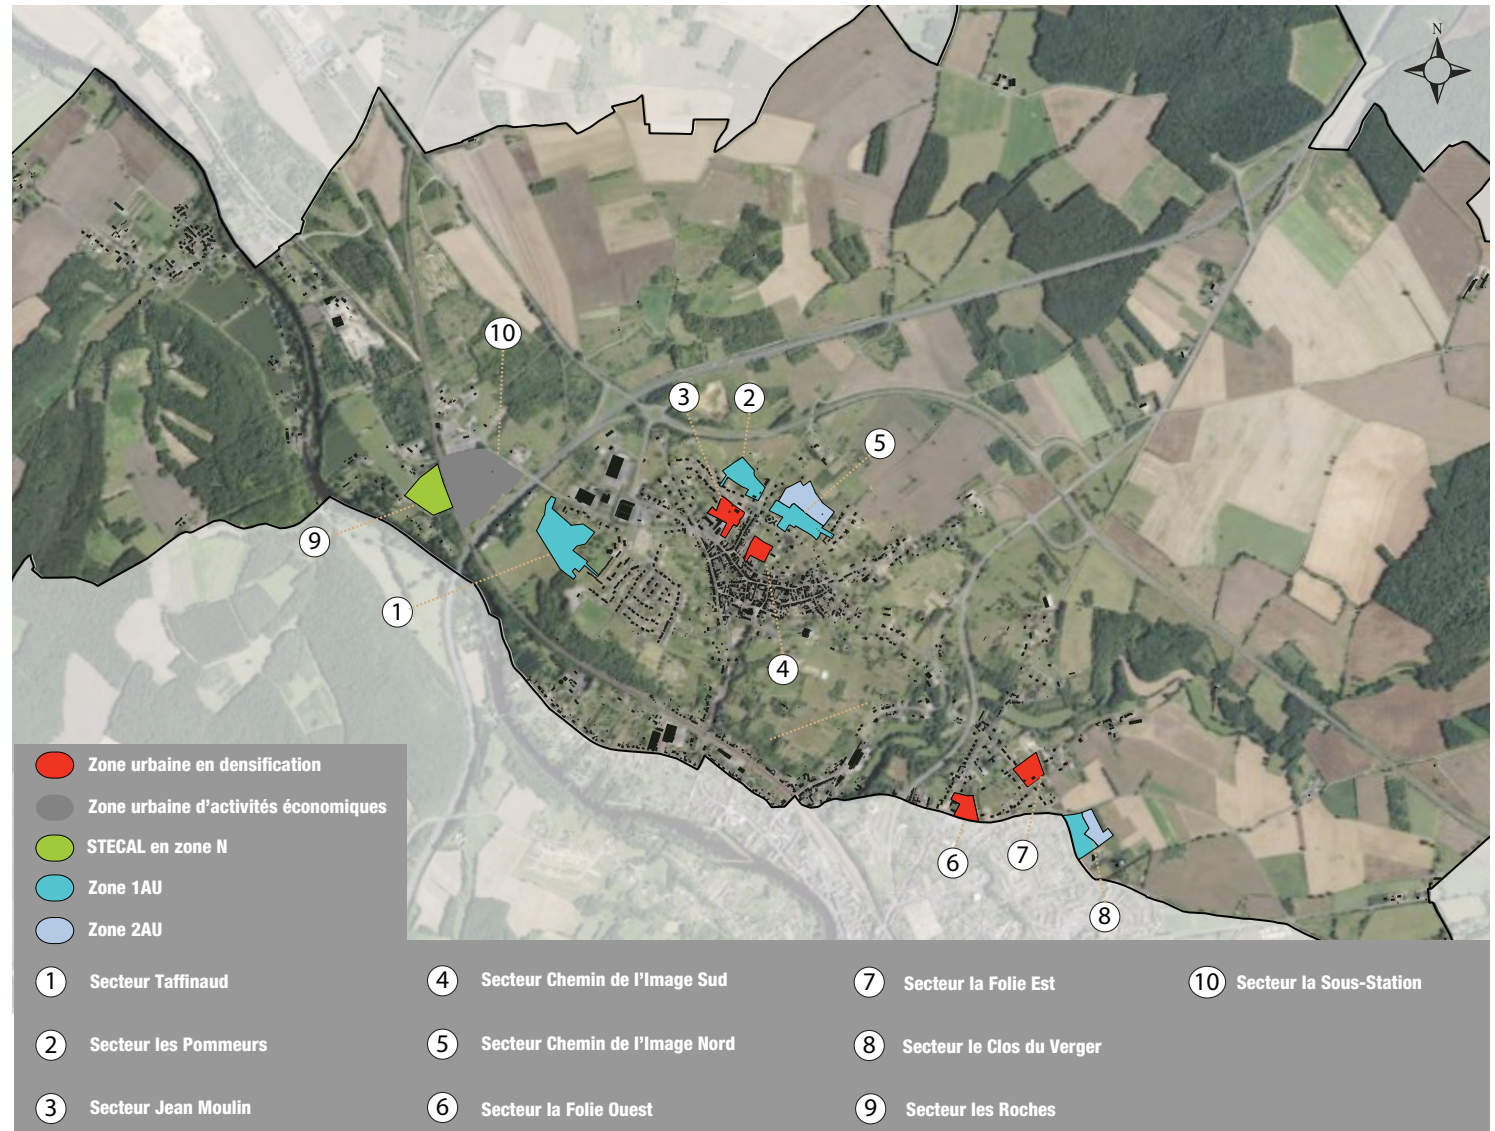 N
10
3
2
5
9
1
4
6
7
8
Zone urbaine en densification
Zone urbaine d'activités économiques
STECAL en zone N
Zone 1AU
Zone 2AU
1 Secteur Taffinaud
2 Secteur les Pommeurs
3 Secteur Jean Moulin
4 Secteur Chemin de l'Image Sud
5 Secteur Chemin de l'Image Nord
6 Secteur la Folie Ouest
7 Secteur la Folie Est
8 Secteur le Clos du Verger
9 Secteur les Roches
10 Secteur la Sous-Station